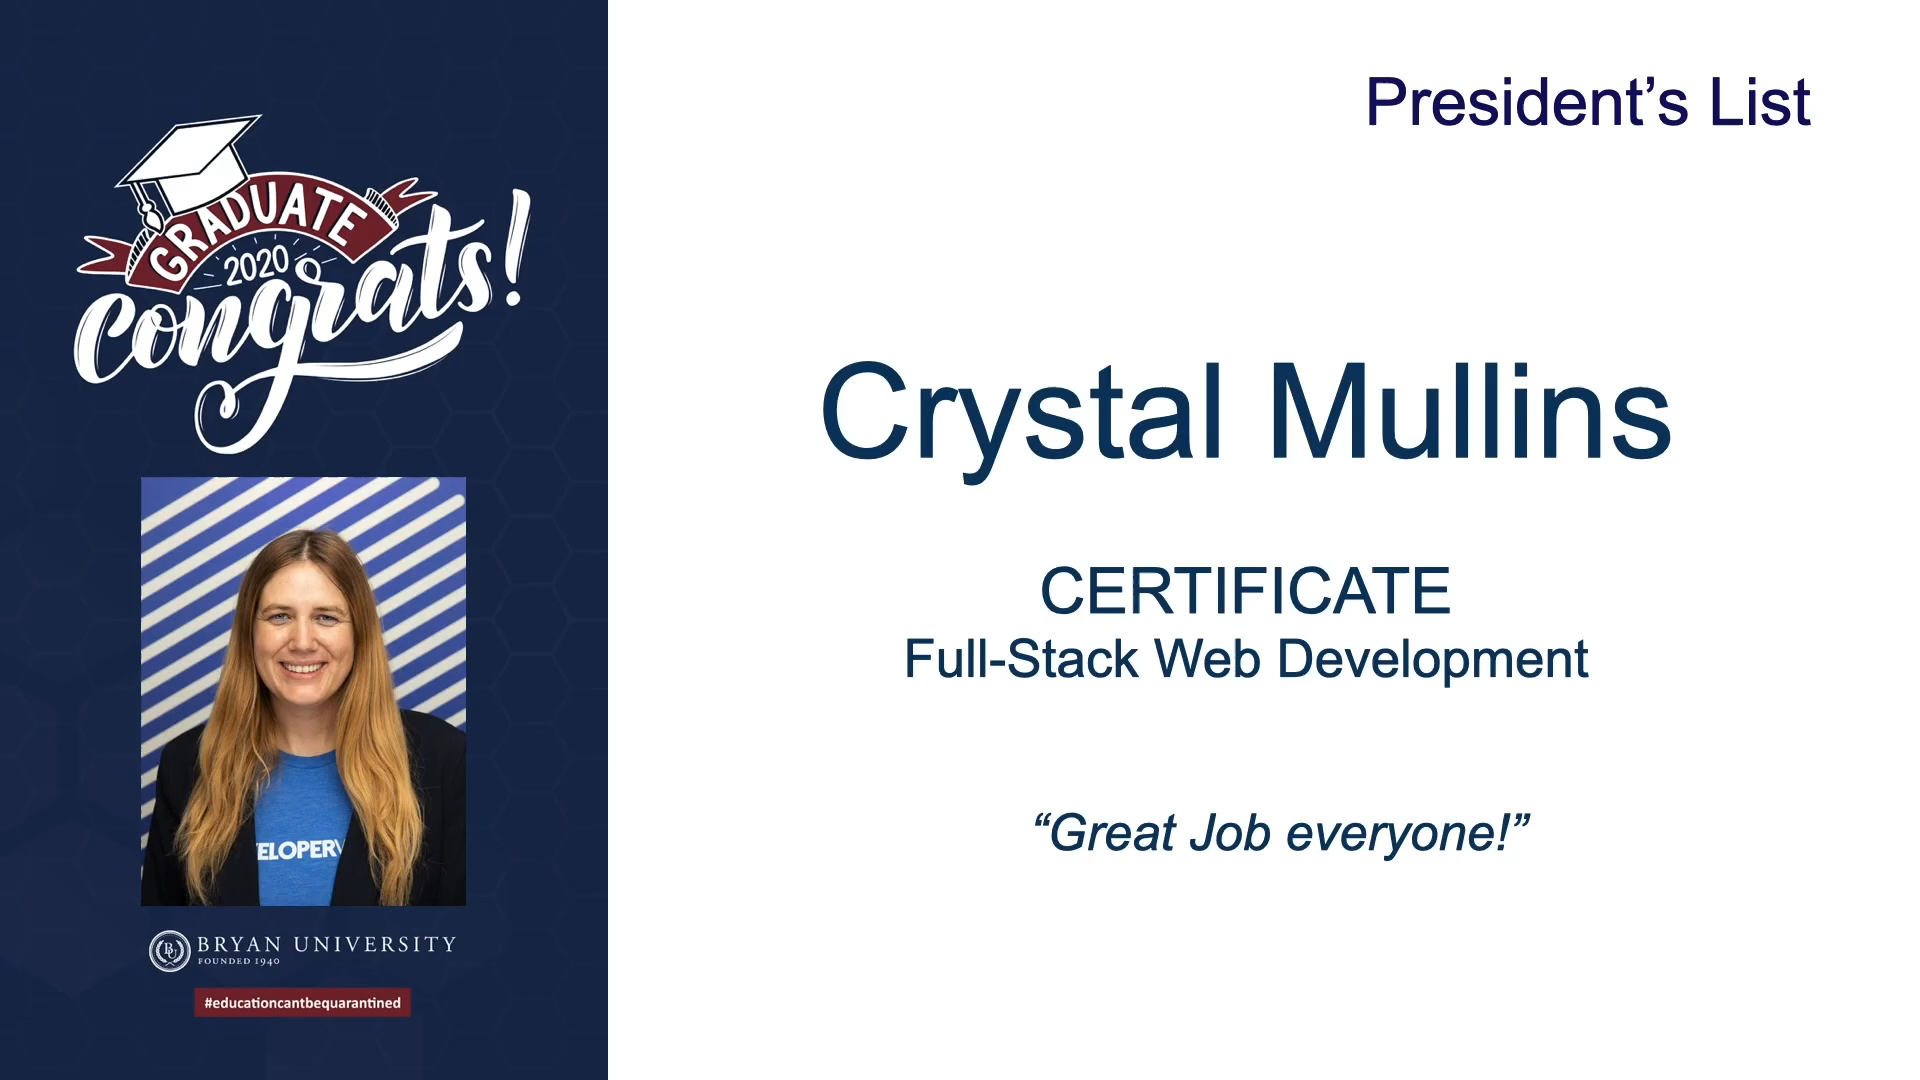 GRADUATE
2020
congrats!
ELOPER
BU
BRYAN UNIVERSITY
FOUNDED 1940
#educationcantbequarantined
President’s List
Crystal Mullins
CERTIFICATE
Full-Stack Web Development
“Great Job everyone!”